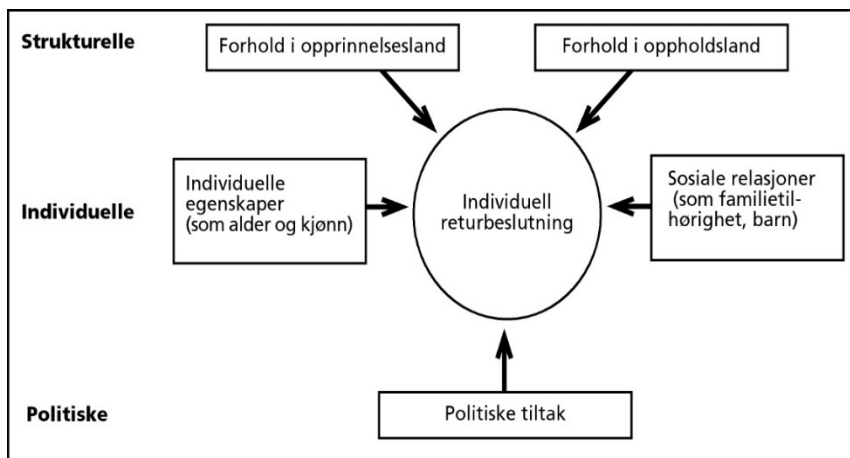 Strukturelle
Forhold i opprinnelsesland
Forhold i oppholdsland
Individuelle
Individuelle
egenskaper
(som alder og kjønn)
Individuell
returbeslutning
Sosiale relasjoner
(som familietil-
hørighet, barn)
Politiske
Politiske tiltak